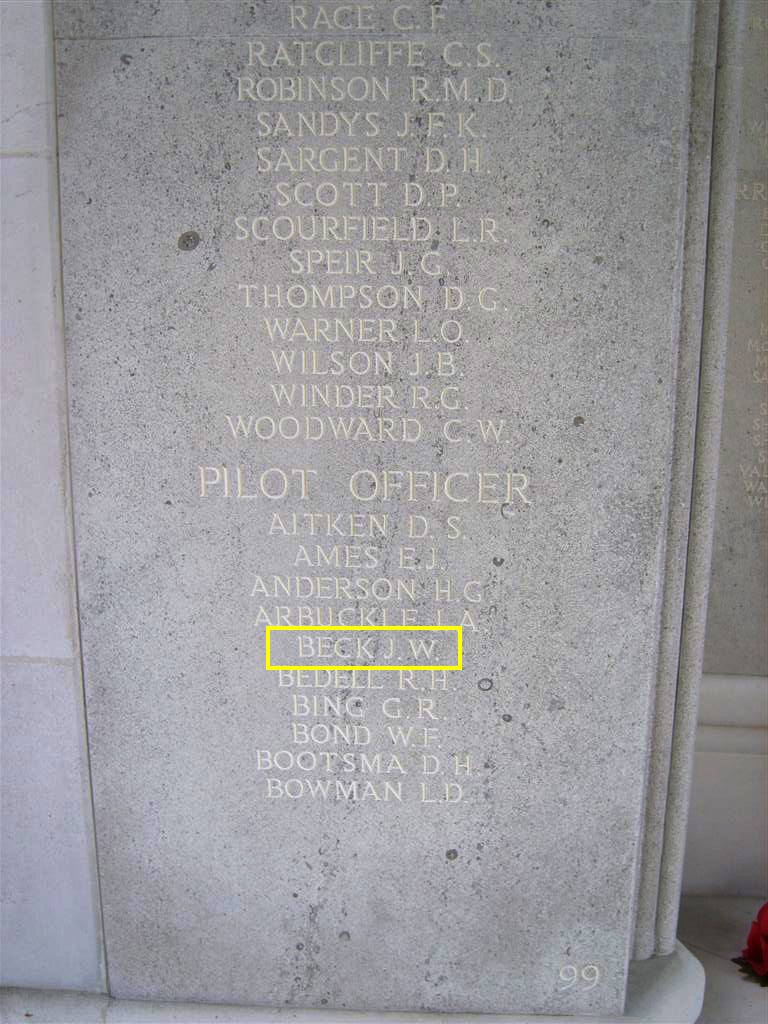 RACE C.F
RATCLIFFE C.S.
ROBINSON R.M.D.
SANDYS J.F.K.
SARGENT D.H.
SCOTT D.P.
SCOURFIELD L.R.
SPEIR J.G.
THOMPSON D.G.
WARNER L.O.
WILSON J.B.
WINDER R.G.
WOODWARD C.W.
PILOT OFFICER
AITKEN D.S.
AMES E.J.
ANDERSON H.G
ARBUCKLE J.A.
BECK J.W.
BEDELL R.H.
BING G.R.
BOND W.F.
BOOTSMA D.H.
BOWMAN L.D.
99